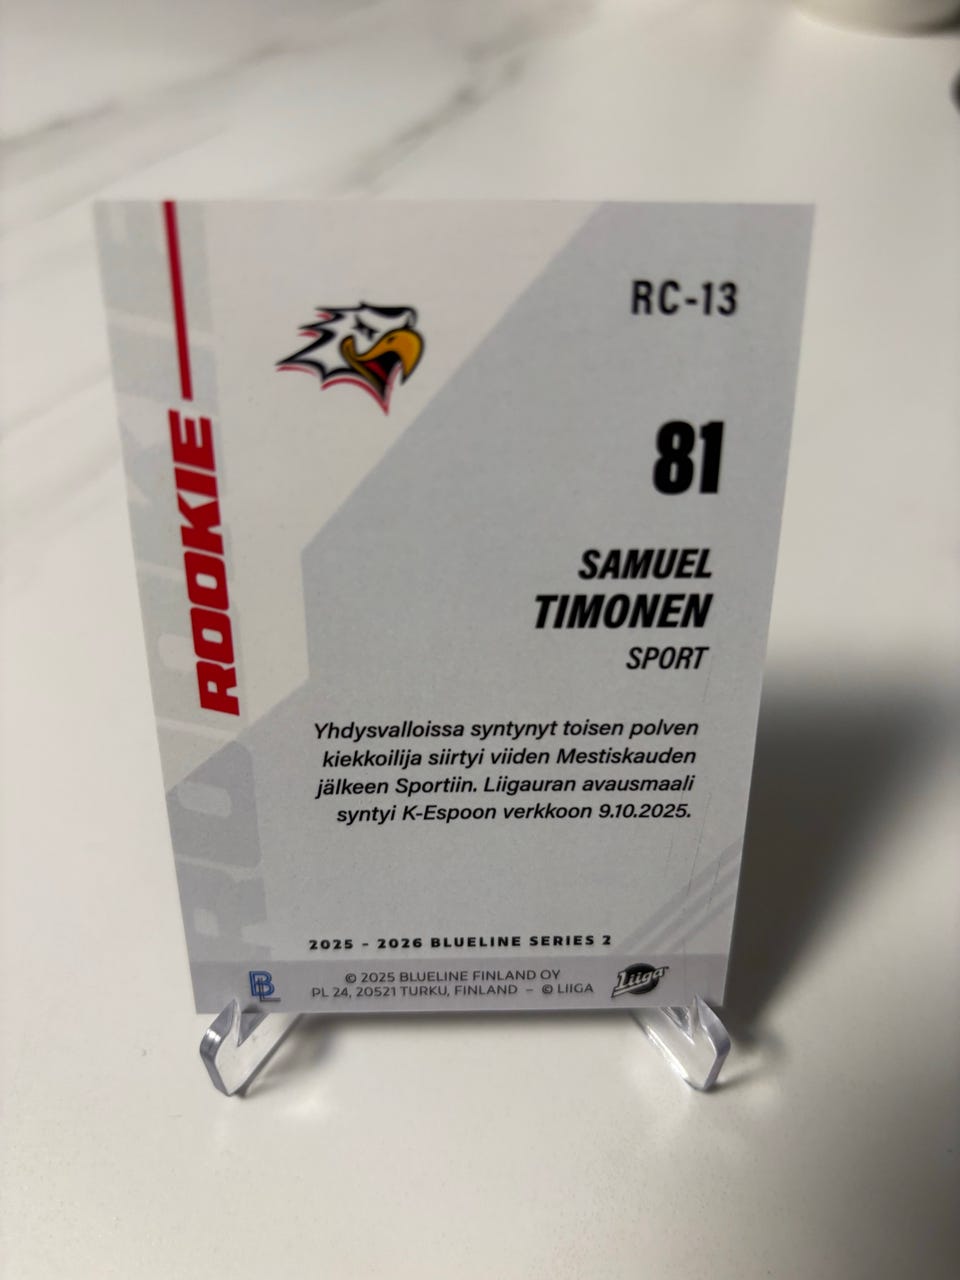 RC-13
81
ROOKIE
SAMUEL
TIMONEN
SPORT
Yhdysvalloissa syntynyt toisen polven
kiekkoilija siirtyi viiden Mestiskauden
jälkeen Sportiin. Liigauran avausmaali
syntyi K-Espoon verkkoon 9.10.2025.
2025 - 2026 BLUELINE SERIES 2
BL
© 2025 BLUELINE FINLAND OY
PL 24, 20521 TURKU, FINLAND – © LIIGA
Liiga